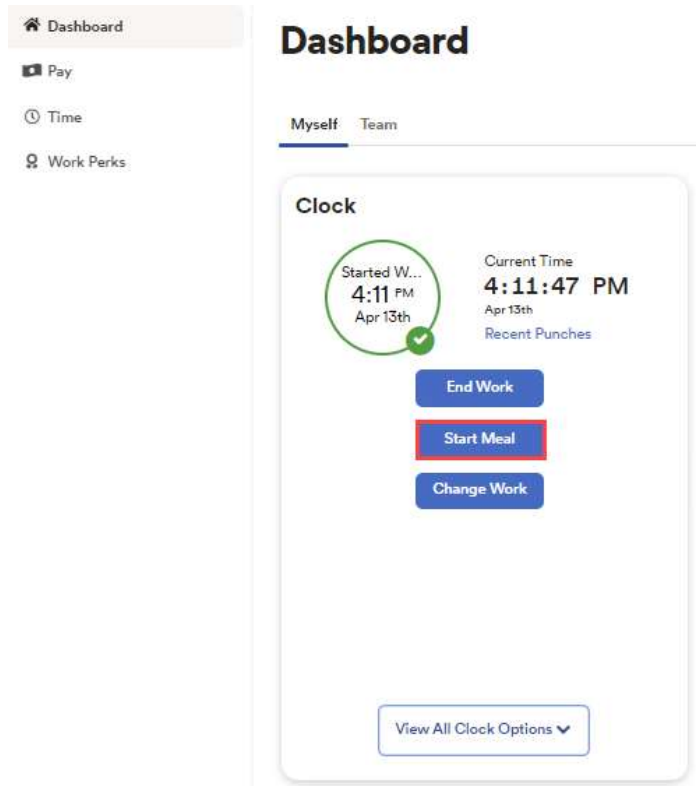 Dashboard
Pay
Time
Work Perks
Dashboard
Myself Team
Clock
Started W...
4:11 PM
Apr 13th
Current Time
4:11:47 PM
Apr 13th
Recent Punches
End Work
Start Meal
Change Work
View All Clock Options